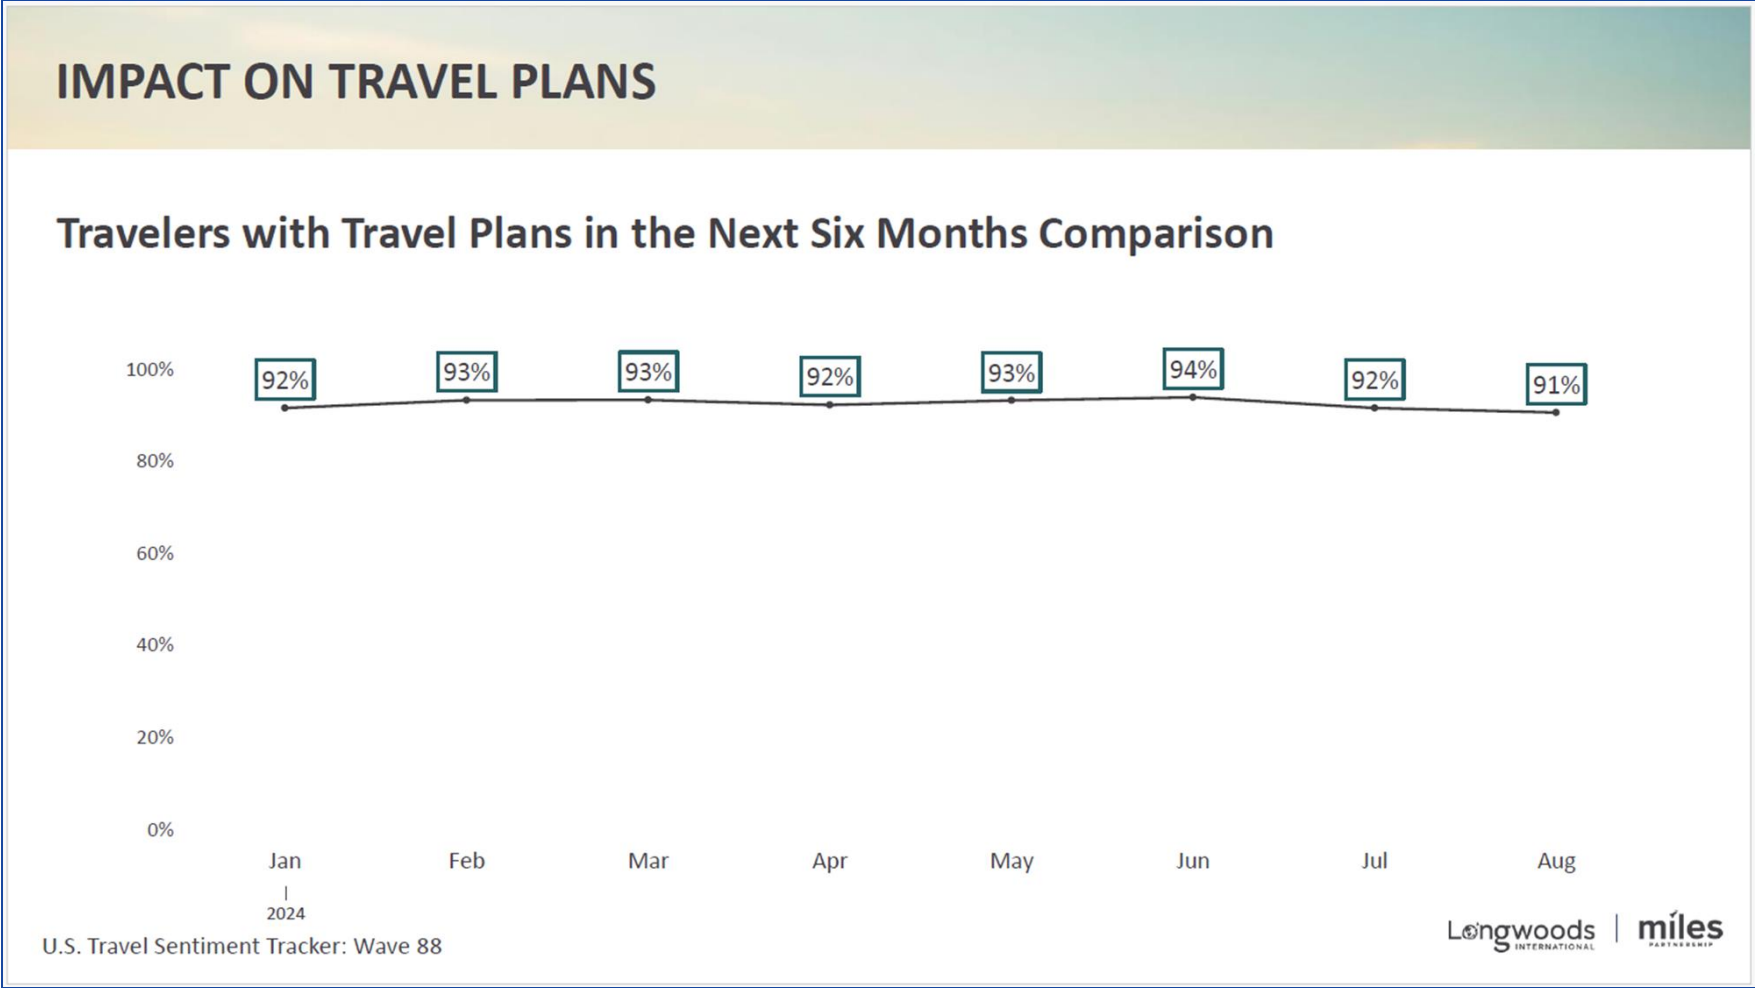 IMPACT ON TRAVEL PLANS
Travelers with Travel Plans in the Next Six Months Comparison
100%
92%
93%
93%
92%
93%
94%
92%
91%
80%
60%
40%
20%
0%
Jan
Feb
Mar
Apr
May
Jun
Jul
Aug
2024
U.S. Travel Sentiment Tracker: Wave 88
Longwoods
INTERNATIONAL
miles
PARTNERSHIP